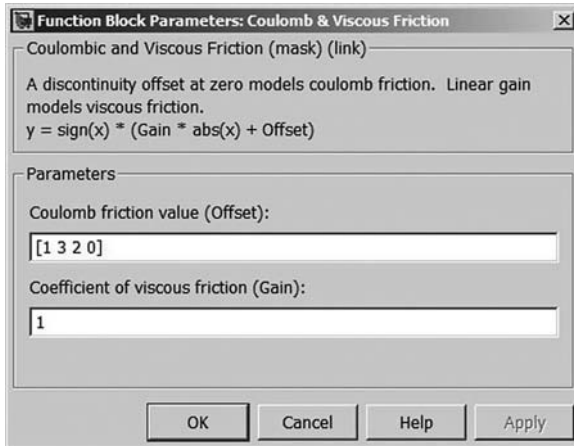 Function Block Parameters: Coulomb & Viscous Friction
Coulombic and Viscous Friction (mask) (link)
A discontinuity offset at zero models coulomb friction. Linear gain
models viscous friction.
y = sign(x) * (Gain * abs(x) + Offset)
Parameters
Coulomb friction value (Offset):
[1 3 2 0]
Coefficient of viscous friction (Gain):
1
OK Cancel Help Apply